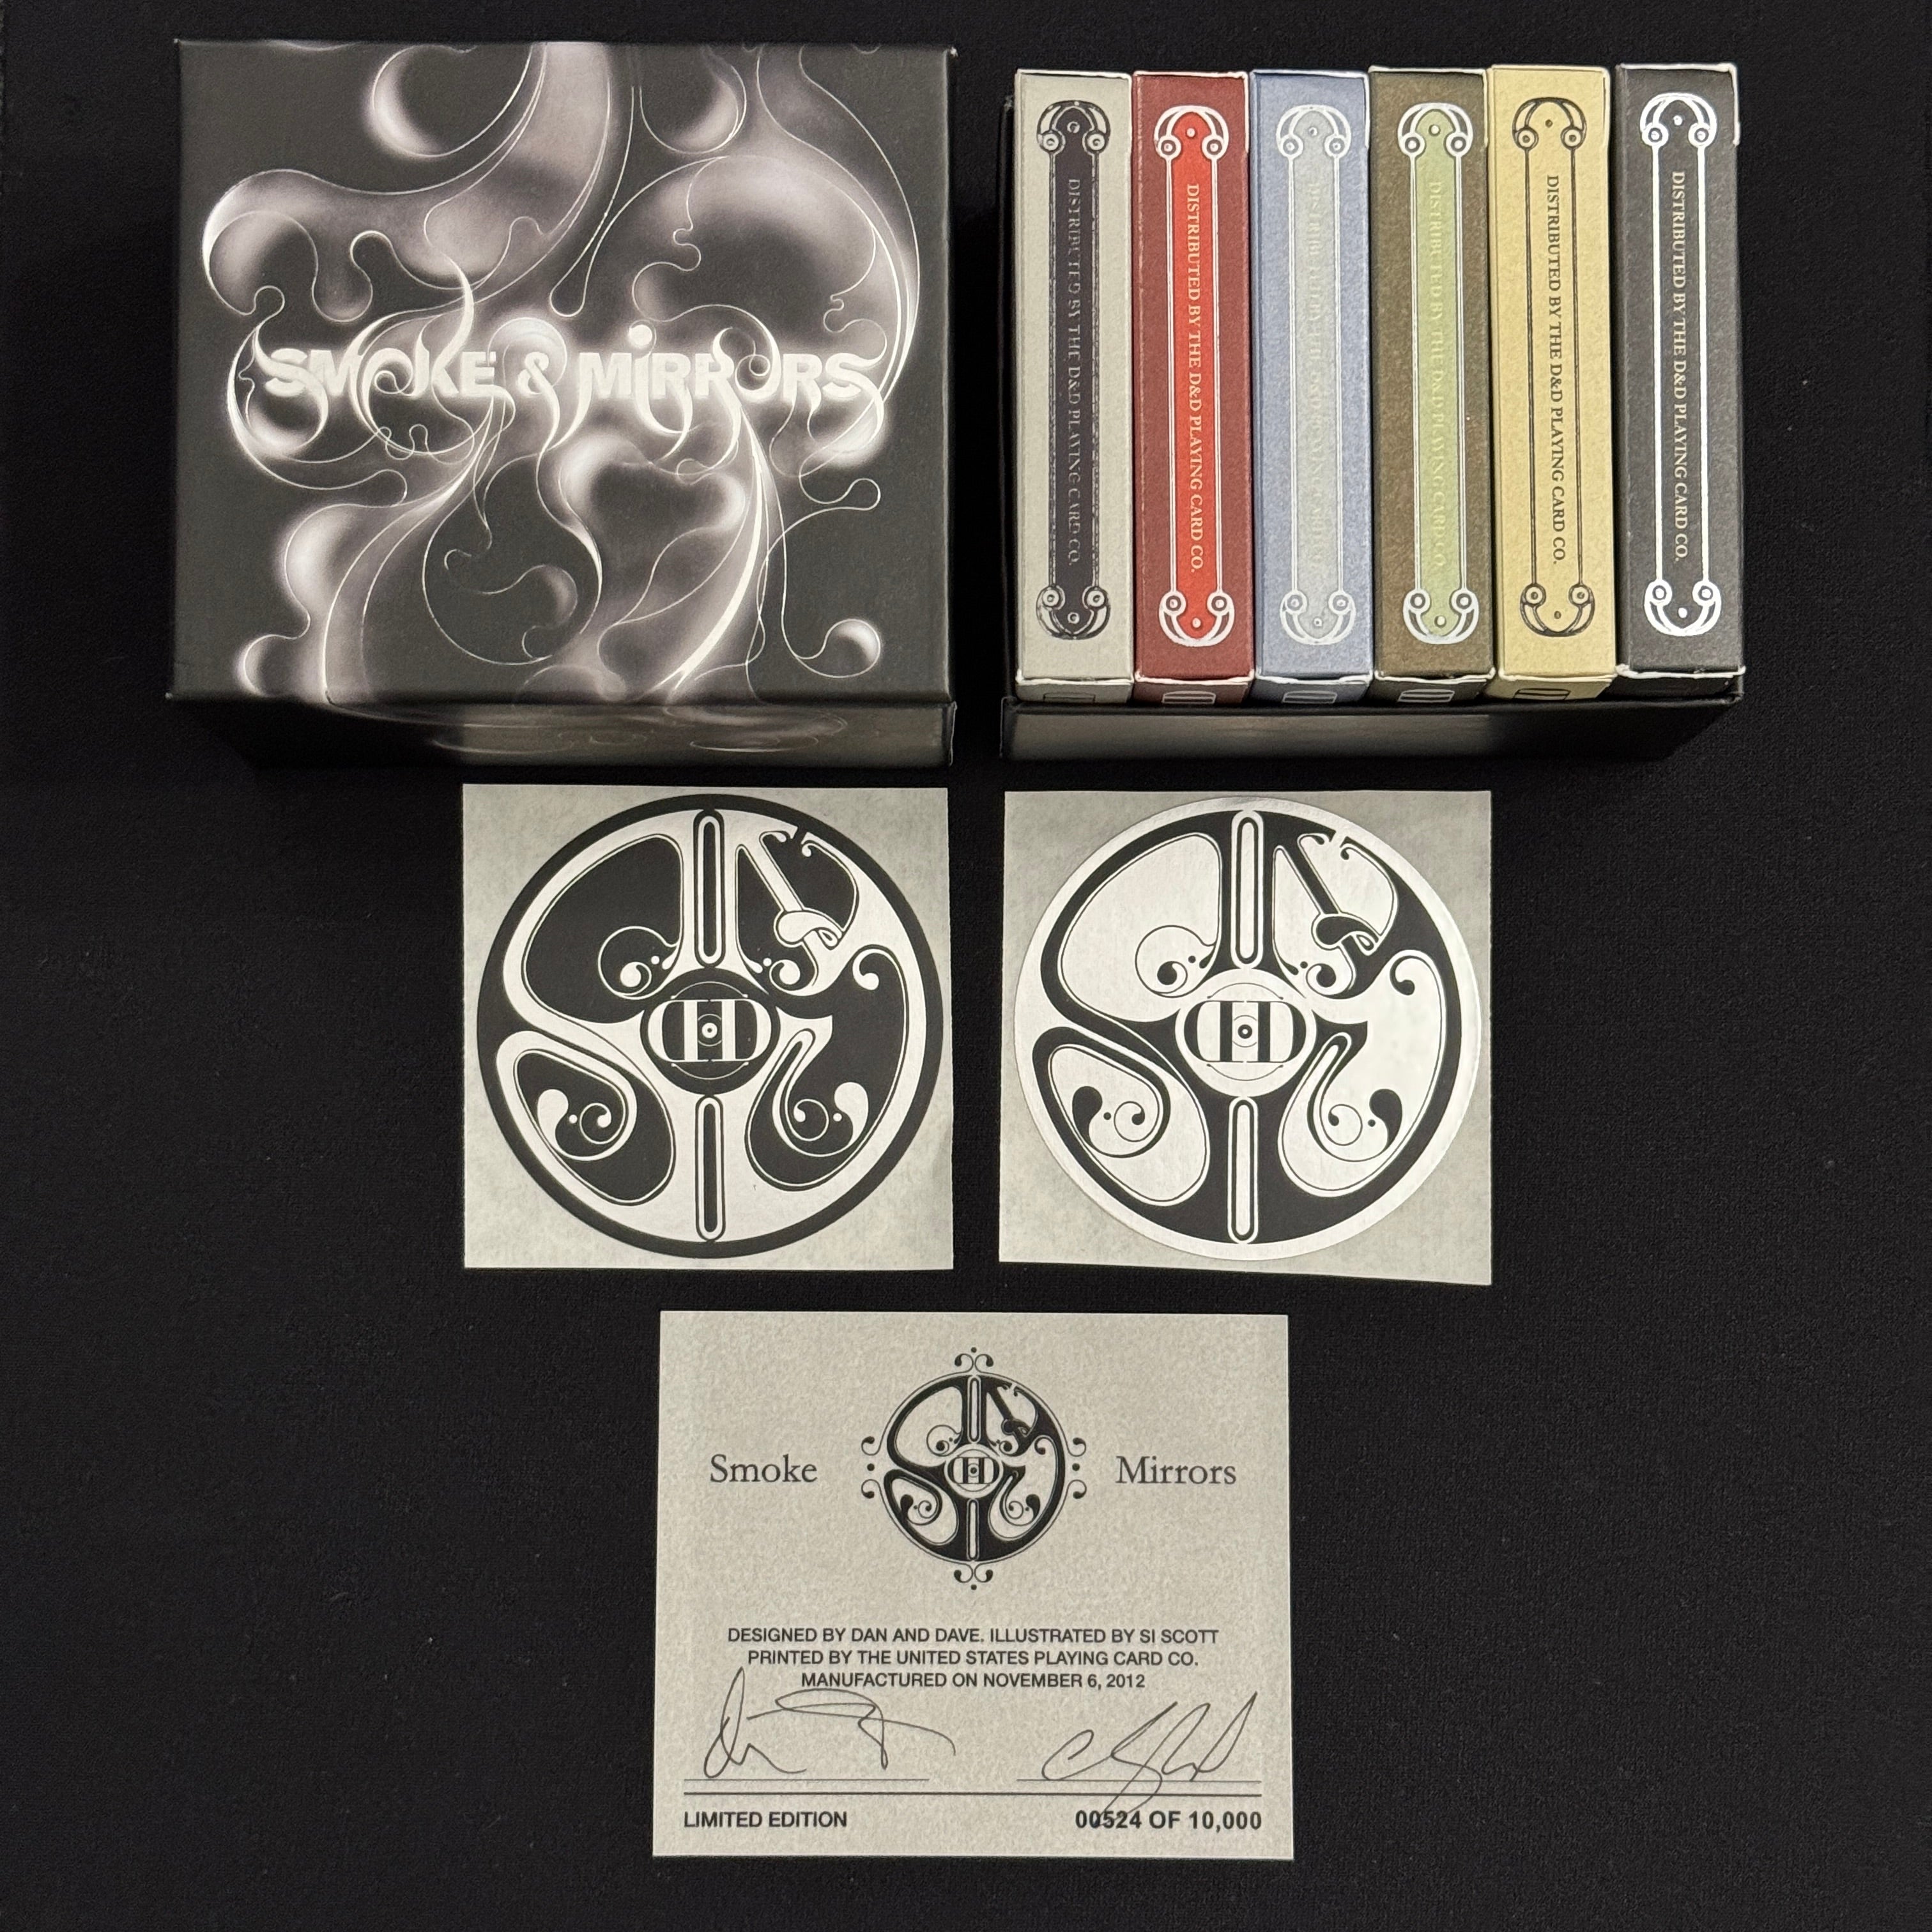 SMOKE & MiRRORS
DISTRIBUTED BY THE D&D PLAYING CARD CO.
DISTRIBUTED BY THE D&D PLAYING CARD CO.
DISTRIBUTED BY THE D&D PLAYING CARD CO.
DISTRIBUTED BY THE D&D PLAYING CARD CO.
DISTRIBUTED BY THE D&D PLAYING CARD CO.
Smoke Mirrors
DESIGNED BY DAN AND DAVE. ILLUSTRATED BY SI SCOTT
PRINTED BY THE UNITED STATES PLAYING CARD CO.
MANUFACTURED ON NOVEMBER 6, 2012
LIMITED EDITION 00524 OF 10,000